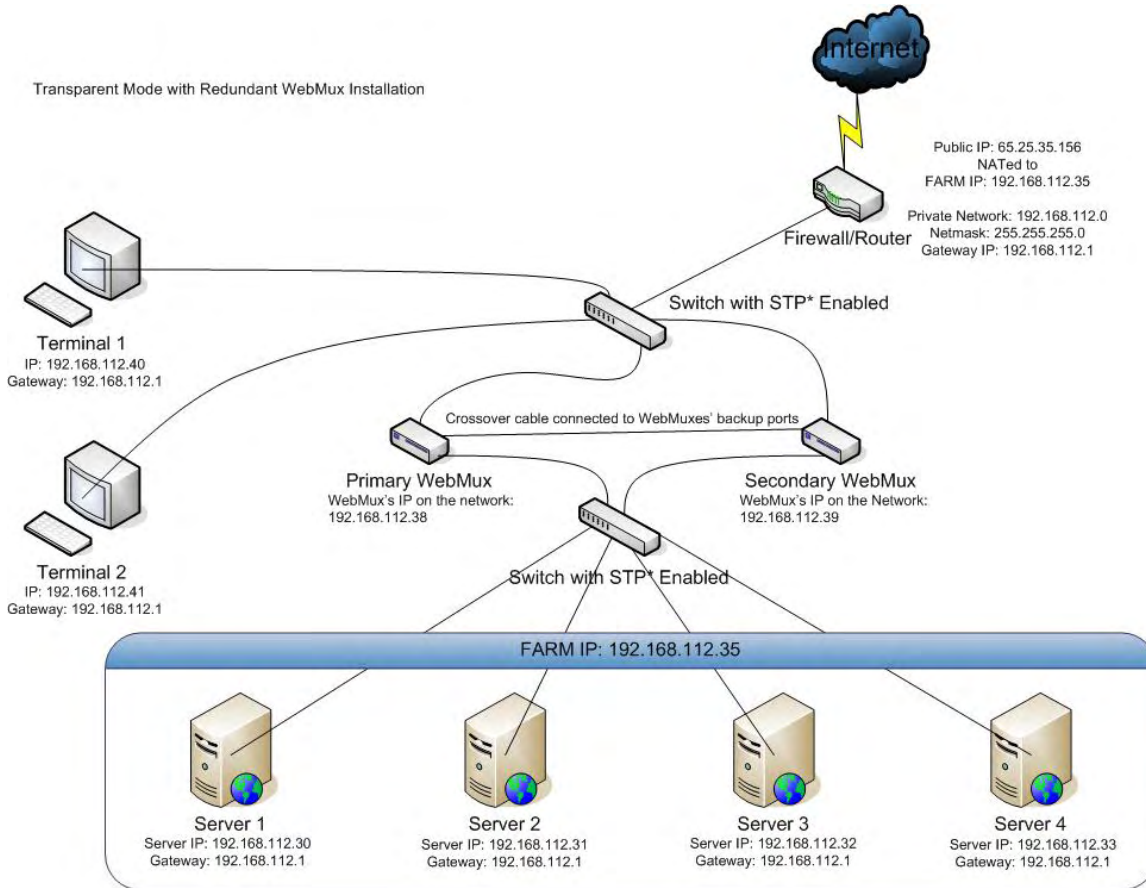 Internet
Transparent Mode with Redundant WebMux Installation
Public IP: 65.25.35.156
NATed to
FARM IP: 192.168.112.35
Private Network: 192.168.112.0
Netmask: 255.255.255.0
Gateway IP: 192.168.112.1
Firewall/Router
Switch with STP* Enabled
Terminal 1
IP: 192.168.112.40
Gateway: 192.168.112.1
Crossover cable connected to WebMuxes' backup ports
Primary WebMux
WebMux's IP on the network:
192.168.112.38
Secondary WebMux
WebMux's IP on the Network:
192.168.112.39
Terminal 2
IP: 192.168.112.41
Gateway: 192.168.112.1
Switch with STP* Enabled
FARM IP: 192.168.112.35
Server 1
Server IP: 192.168.112.30
Gateway: 192.168.112.1
Server 2
Server IP: 192.168.112.31
Gateway: 192.168.112.1
Server 3
Server IP: 192.168.112.32
Gateway: 192.168.112.1
Server 4
Server IP: 192.168.112.33
Gateway: 192.168.112.1